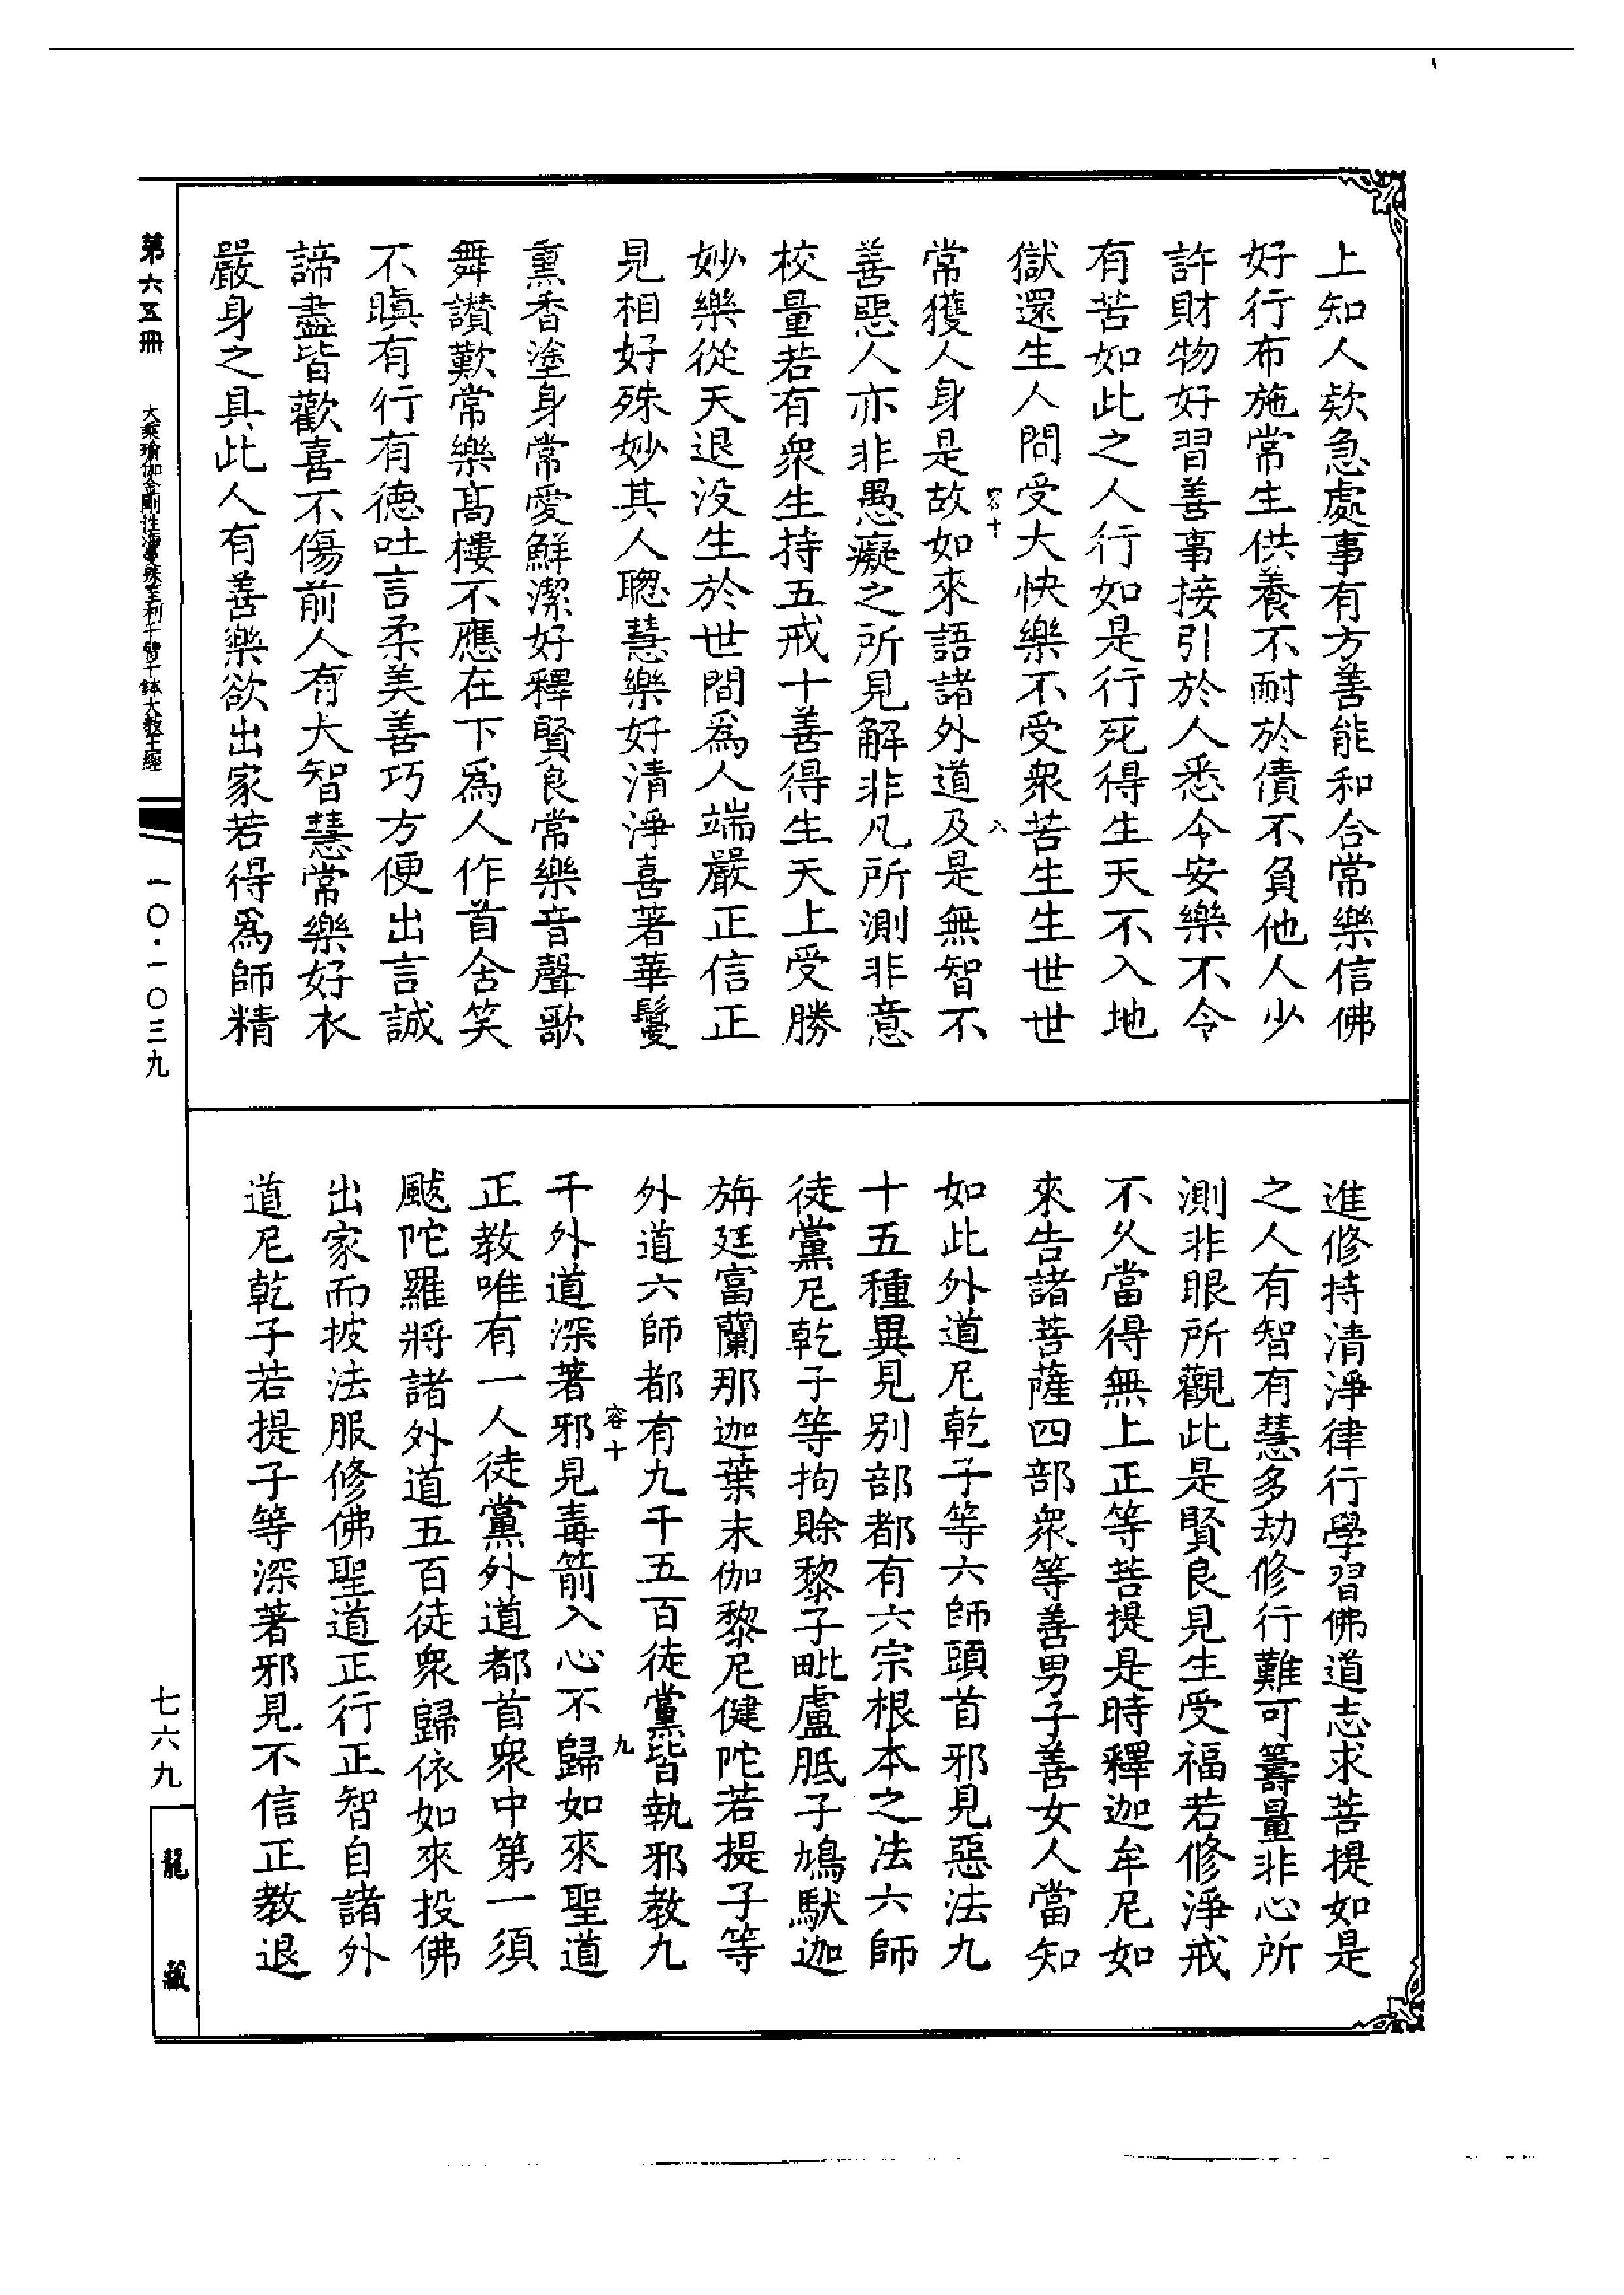 上知人欵急處事有方善能和合常樂信佛
好行布施常生供養不耐於債不負他人少
許財物好習善事接引於人悉令安樂不令
有苦如此之人行如是行死得生天不入地
獄還生人間受大快樂不受衆苦生生世世
容十 八
常獲人身是故如來語諸外道及是無智不
善惡人亦非愚癡之所見解非凡所測非意
校量若有衆生持五戒十善得生天上受勝
妙樂從天退没生於世間爲人端嚴正信正
見相好殊妙其人聰慧樂好清淨喜著華鬘
熏香塗身常愛鮮潔好釋賢良常樂音聲歌
舞讃歎常樂髙樓不應在下爲人作首含笑
不瞋有行有德吐言柔美善巧方便出言誠
諦盡皆歡喜不傷前人有大智慧常樂好衣
嚴身之具此人有善樂欲出家若得爲師精
進修持清淨律行學習佛道志求菩提如是
之人有智有慧多劫修行難可籌量非心所
測非眼所觀此是賢良見生受福若修淨戒
不久當得無上正等菩提是時釋迦牟尼如
來告諸菩薩四部衆等善男子善女人當知
如此外道尼乾子等六師頭首邪見惡法九
十五種異見别部都有六宗根本之法六師
徒黨尼乾子等拘賒黎子毗盧胝子鳩馱迦
旃廷富蘭那迦葉末伽黎尼健陀若提子等
外道六師都有九千五百徒黨皆執邪教九
容十 九
千外道深著邪見毒箭入心不歸如來聖道
正教唯有一人徒黨外道都首衆中第一須
颰陀羅將諸外道五百徒衆歸依如來投佛
出家而披法服修佛聖道正行正智自諸外
道尼乾子若提子等深著邪見不信正教退
第六五冊
大乘瑜伽金剛性海曼殊室利千臂千鉢大教王經
一〇·一〇三九
七六九
龍藏